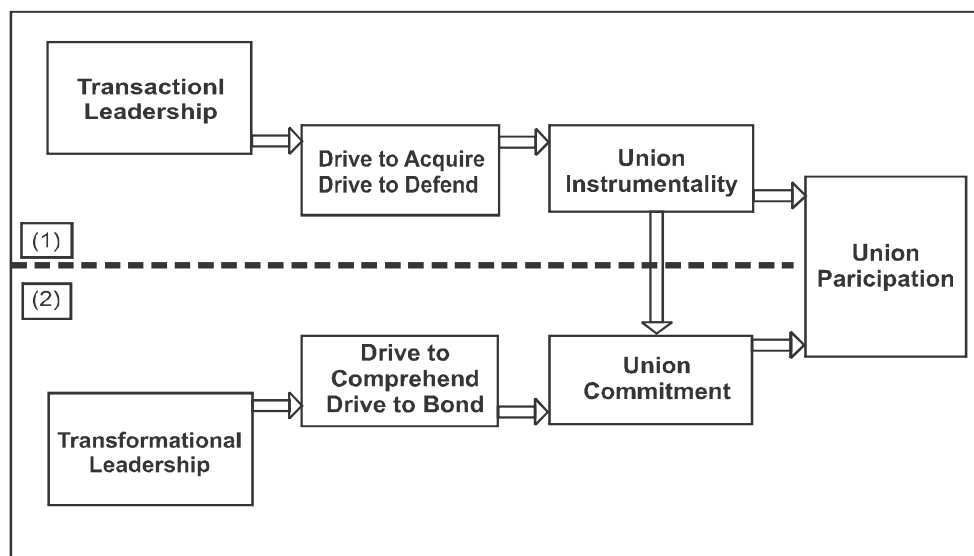 Transactionl
Leadership
Drive to Acquire
Drive to Defend
Union
Instrumentality
Union
Paricipation
(1)
(2)
Transformational
Leadership
Drive to
Comprehend
Drive to Bond
Union
Commitment